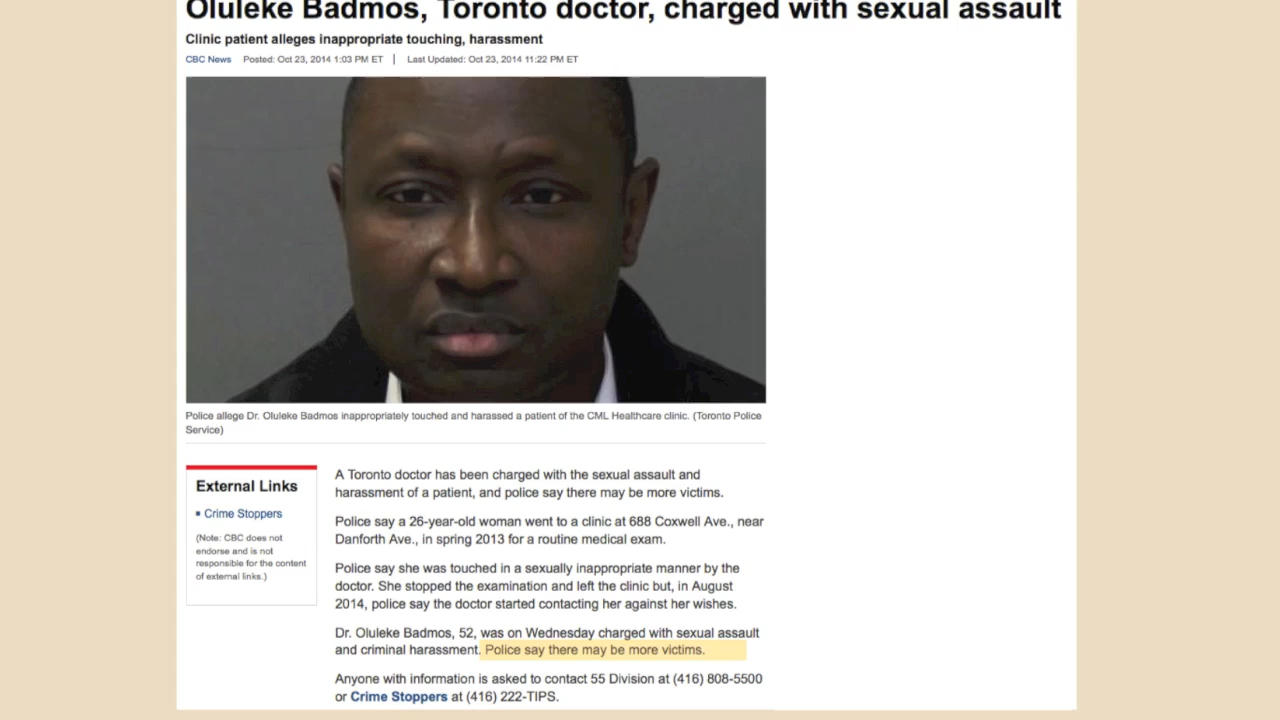 Oluleke Badmos, Toronto doctor, charged with sexual assault
Clinic patient alleges inappropriate touching, harassment
CBC News Posted: Oct 23, 2014 1:03 PM ET | Last Updated: Oct 23, 2014 11:22 PM ET
Police allege Dr. Oluleke Badmos inappropriately touched and harassed a patient of the CML Healthcare clinic. (Toronto Police
Service)
External Links
Crime Stoppers
(Note: CBC does not
endorse and is not
responsible for the content
of external links.)
A Toronto doctor has been charged with the sexual assault and
harassment of a patient, and police say there may be more victims.
Police say a 26-year-old woman went to a clinic at 688 Coxwell Ave., near
Danforth Ave., in spring 2013 for a routine medical exam.
Police say she was touched in a sexually inappropriate manner by the
doctor. She stopped the examination and left the clinic but, in August
2014, police say the doctor started contacting her against her wishes.
Dr. Oluleke Badmos, 52, was on Wednesday charged with sexual assault
and criminal harassment. Police say there may be more victims.
Anyone with information is asked to contact 55 Division at (416) 808-5500
or Crime Stoppers at (416) 222-TIPS.